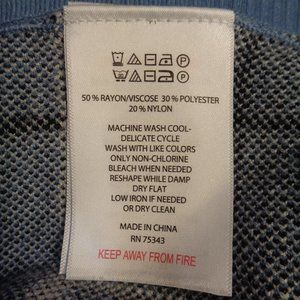 50 % RAYON/VISCOSE 30 % POLYESTER
20 % NYLON
MACHINE WASH COOL-
DELICATE CYCLE
WASH WITH LIKE COLORS
ONLY NON-CHLORINE
BLEACH WHEN NEEDED
RESHAPE WHILE DAMP
DRY FLAT
LOW IRON IF NEEDED
OR DRY CLEAN
MADE IN CHINA
RN 75343
KEEP AWAY FROM FIRE